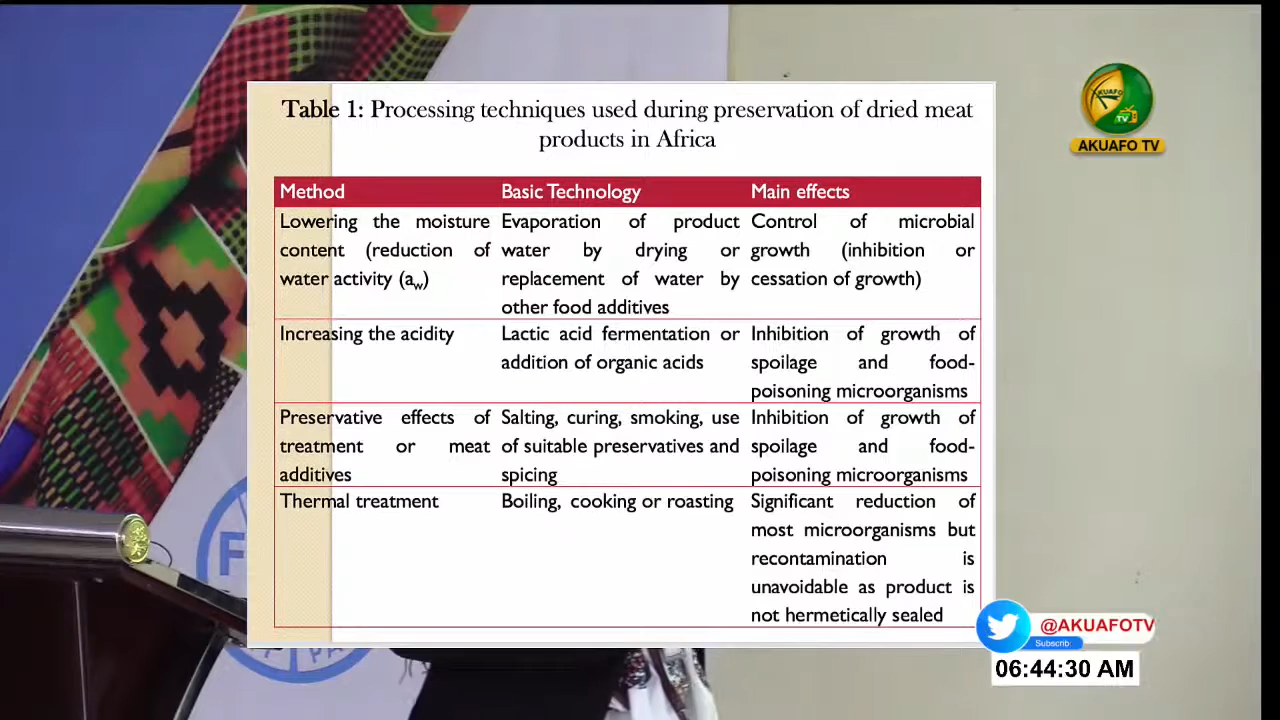 Table 1: Processing techniques used during preservation of dried meat
products in Africa
Method
Basic Technology
Main effects
Lowering the moisture
content (reduction of
water activity (aw)
Evaporation of product
water by drying or
replacement of water by
other food additives
Control of microbial
growth (inhibition or
cessation of growth)
Increasing the acidity
Lactic acid fermentation or
addition of organic acids
Inhibition of growth of
spoilage and food-
poisoning microorganisms
Preservative effects of
treatment or meat
additives
Salting, curing, smoking, use
of suitable preservatives and
spicing
Inhibition of growth of
spoilage and food-
poisoning microorganisms
Thermal treatment
Boiling, cooking or roasting
Significant reduction of
most microorganisms but
recontamination is
unavoidable as product is
not hermetically sealed
AKUAFO
TV
AKUAFO TV
@AKUAFOTV
Subscrib
06:44:30 AM
F